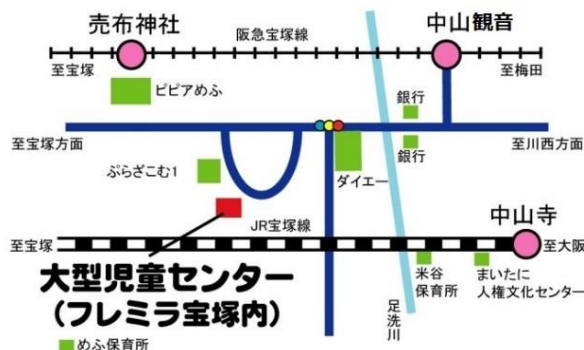 売布神社
阪急宝塚線
中山観音
至宝塚
至梅田
ピピアめふ
銀行
至宝塚方面
至川西方面
ぷらざこむ1
銀行
ダイエー
JR宝塚線
中山寺
至宝塚
至大阪
大型児童センター
(フレミラ宝塚内)
足洗川
米谷
保育所
まいたに
人権文化センター
めふ保育所